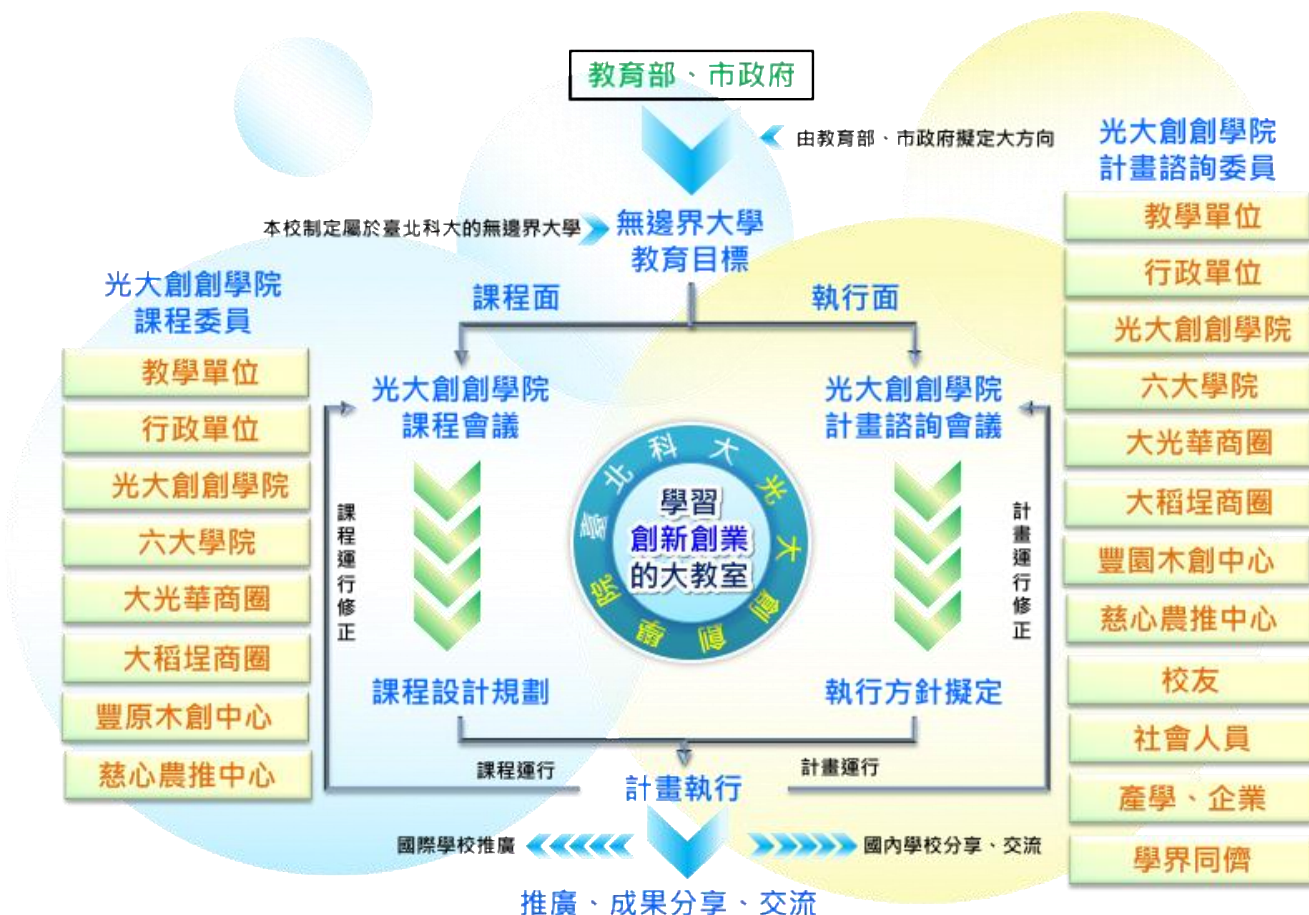 教育部、市政府
由教育部、市政府擬定大方向
本校制定屬於臺北科大的無邊界大學
無邊界大學
教育目標
課程面
執行面
光大創創學院
課程委員
教學單位
行政單位
光大創創學院
六大學院
大光華商圈
大稻埕商圈
豐原木創中心
慈心農推中心
光大創創學院
課程會議
課程運行修正
課程設計規劃
臺北科大光大創創學院
學習
創新創業
的大教室
光大創創學院
計畫諮詢會議
計畫運行修正
執行方針擬定
課程運行
計畫運行
計畫執行
國際學校推廣
國內學校分享、交流
推廣、成果分享、交流
光大創創學院
計畫諮詢委員
教學單位
行政單位
光大創創學院
六大學院
大光華商圈
大稻埕商圈
豐園木創中心
慈心農推中心
校友
社會人員
產學、企業
學界同儕